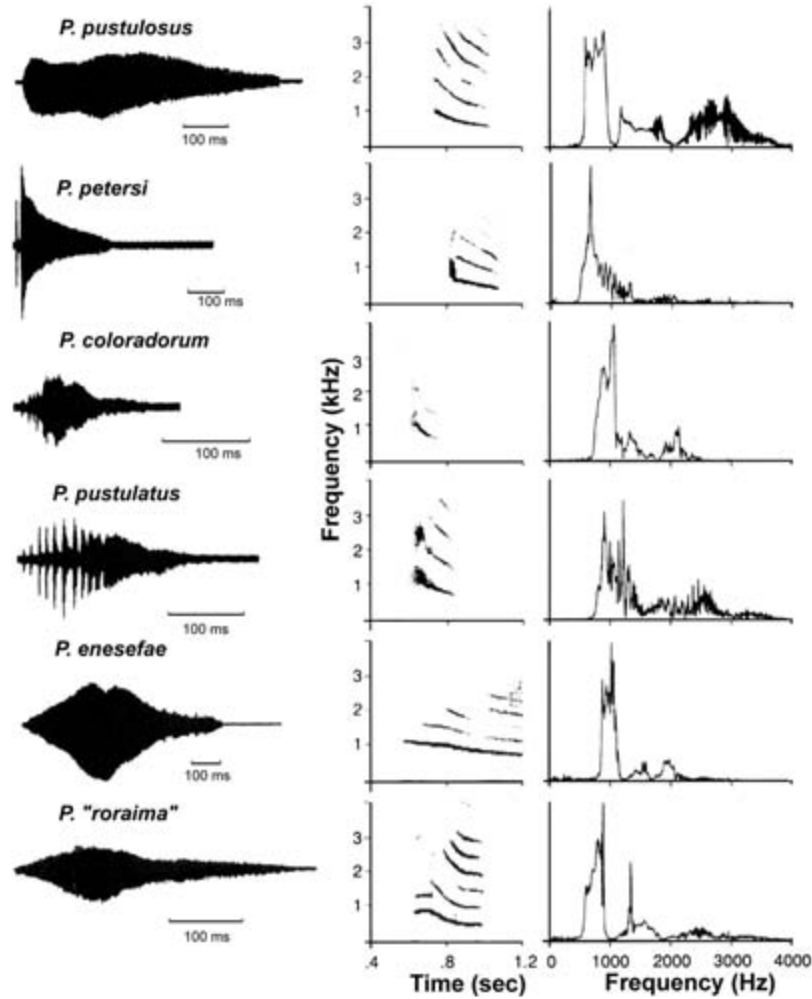 P. pustulosus
100 ms
3
2
1
P. petersi
100 ms
3
2
1
P. coloradorum
100 ms
3
2
1
Frequency (kHz)
P. pustulatus
100 ms
3
2
1
P. enesefae
100 ms
3
2
1
P. "roraima"
100 ms
3
2
1
.4 .8 1.2
Time (sec)
0 1000 2000 3000 4000
Frequency (Hz)